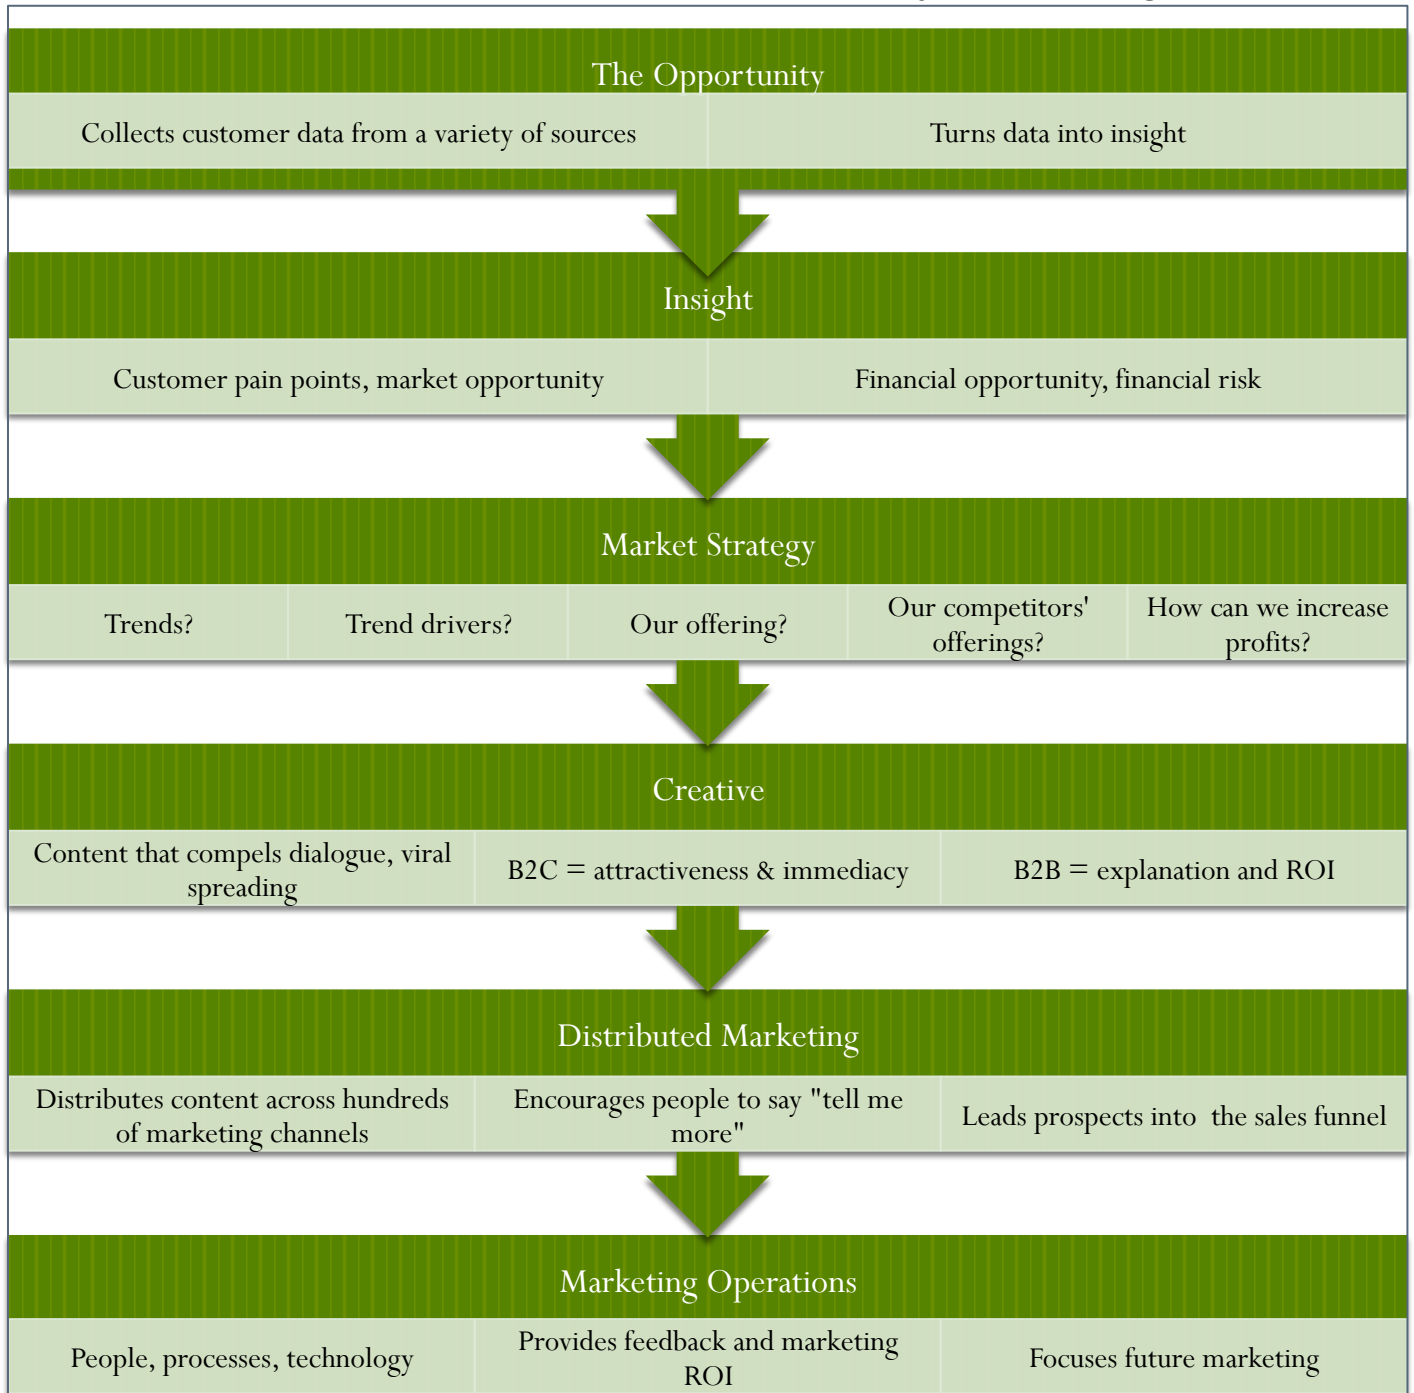 The Opportunity
Collects customer data from a variety of sources
Turns data into insight
Insight
Customer pain points, market opportunity
Financial opportunity, financial risk
Market Strategy
Trends?
Trend drivers?
Our offering?
Our competitors'
offerings?
How can we increase
profits?
Creative
Content that compels dialogue, viral
spreading
B2C = attractiveness & immediacy
B2B = explanation and ROI
Distributed Marketing
Distributes content across hundreds
of marketing channels
Encourages people to say "tell me
more"
Leads prospects into  the sales funnel
Marketing Operations
People, processes, technology
Provides feedback and marketing
ROI
Focuses future marketing